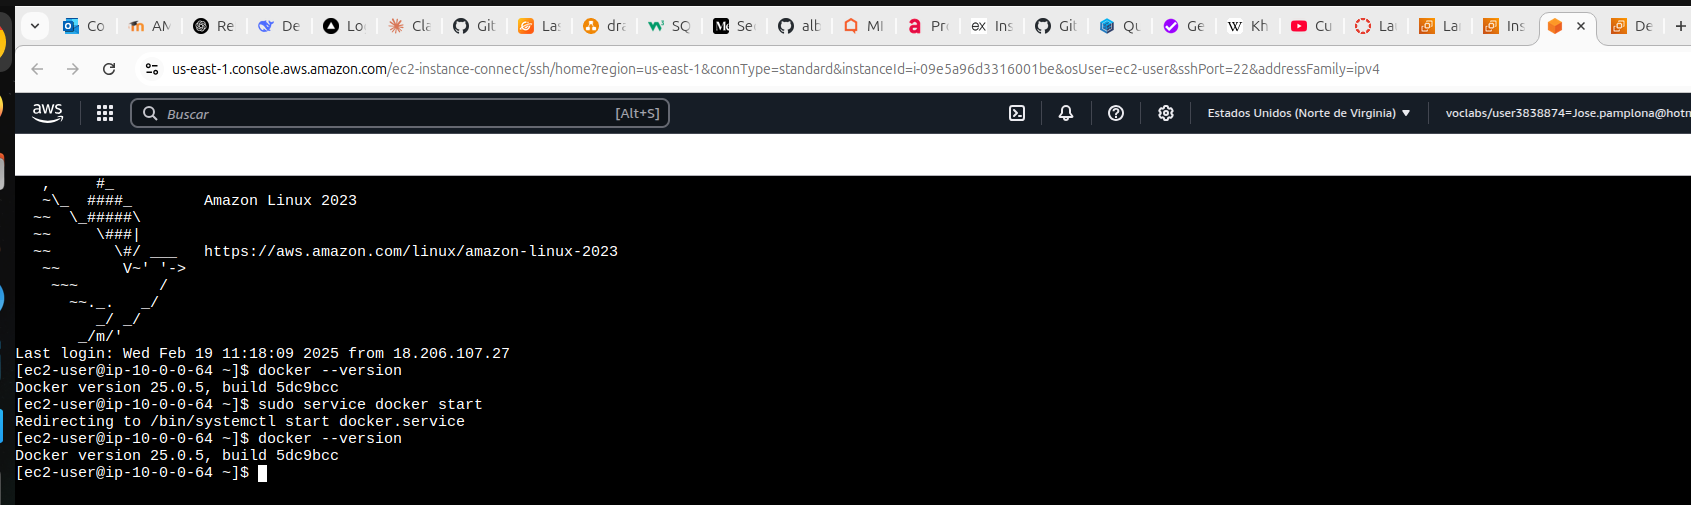 Co AM Re De Lo Cla Git Las dra SQ Sec alb MI Pro ex Ins Git Qu Ge W Kh Cu Lau Lau Ins De
us-east-1.console.aws.amazon.com/ec2-instance-connect/ssh/home?region=us-east-1&connType=standard&instanceId=i-09e5a96d3316001be&osUser=ec2-user&sshPort=22&addressFamily=ipv4
aws Buscar [Alt+S] Estados Unidos (Norte de Virginia) voclabs/user3838874=Jose.pamplona@hotm
   ,     #_
   ~\_  ####_        Amazon Linux 2023
  ~~  \_#####\
  ~~     \###|
  ~~       \#/ ___   https://aws.amazon.com/linux/amazon-linux-2023
   ~~       V~' '->
    ~~~         /
      ~~._.   _/
         _/ _/
       _/m/'
Last login: Wed Feb 19 11:18:09 2025 from 18.206.107.27
[ec2-user@ip-10-0-0-64 ~]$ docker --version
Docker version 25.0.5, build 5dc9bcc
[ec2-user@ip-10-0-0-64 ~]$ sudo service docker start
Redirecting to /bin/systemctl start docker.service
[ec2-user@ip-10-0-0-64 ~]$ docker --version
Docker version 25.0.5, build 5dc9bcc
[ec2-user@ip-10-0-0-64 ~]$